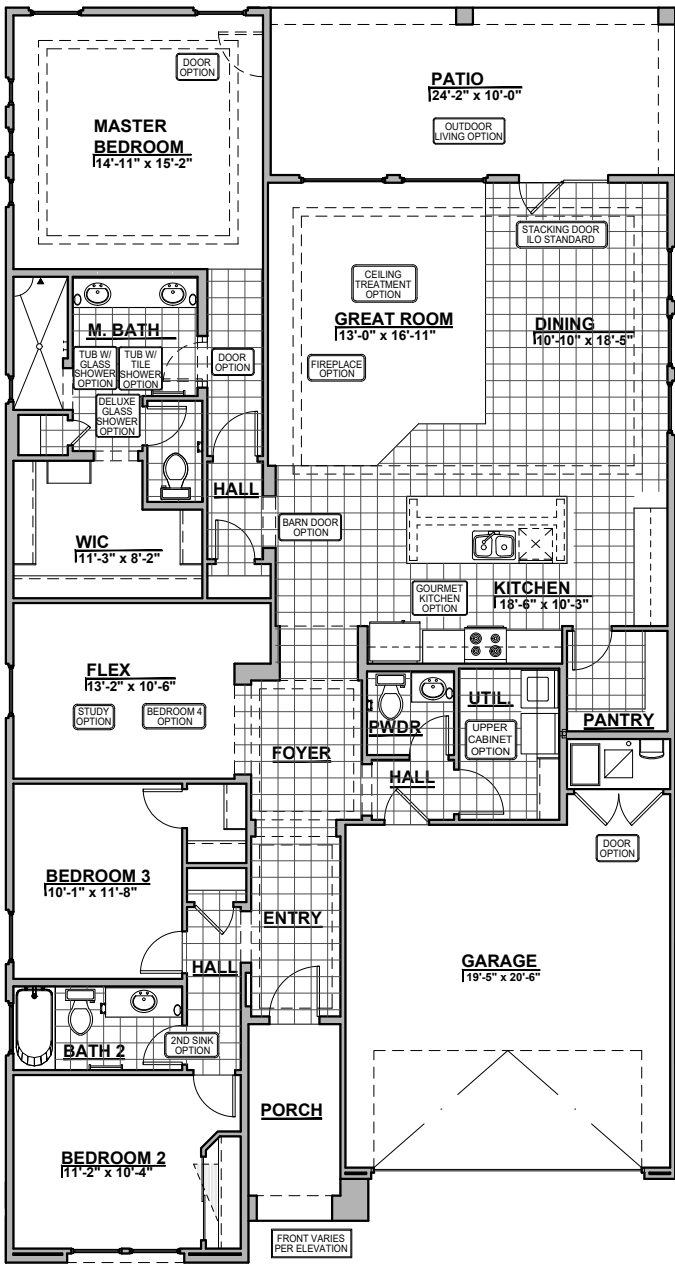 DOOR
OPTION
MASTER
BEDROOM
14'-11" x 15'-2"
PATIO
24'-2" x 10'-0"
OUTDOOR
LIVING OPTION
STACKING DOOR
ILO STANDARD
CEILING
TREATMENT
OPTION
GREAT ROOM
13'-0" x 16'-11"
DINING
10'-10" x 18'-5"
FIREPLACE
OPTION
M. BATH
TUB W/
GLASS
SHOWER
OPTION
TUB W/
TILE
SHOWER
OPTION
DOOR
OPTION
DELUXE
GLASS
SHOWER
OPTION
HALL
WIC
11'-3" x 8'-2"
BARN DOOR
OPTION
GOURMET
KITCHEN
OPTION
KITCHEN
18'-6" x 10'-3"
FLEX
13'-2" x 10'-6"
STUDY
OPTION
BEDROOM 4
OPTION
FOYER
PWDR
UTIL.
UPPER
CABINET
OPTION
PANTRY
HALL
DOOR
OPTION
BEDROOM 3
10'-1" x 11'-8"
ENTRY
HALL
GARAGE
19'-5" x 20'-6"
BATH 2
2ND SINK
OPTION
PORCH
BEDROOM 2
11'-2" x 10'-4"
FRONT VARIES
PER ELEVATION